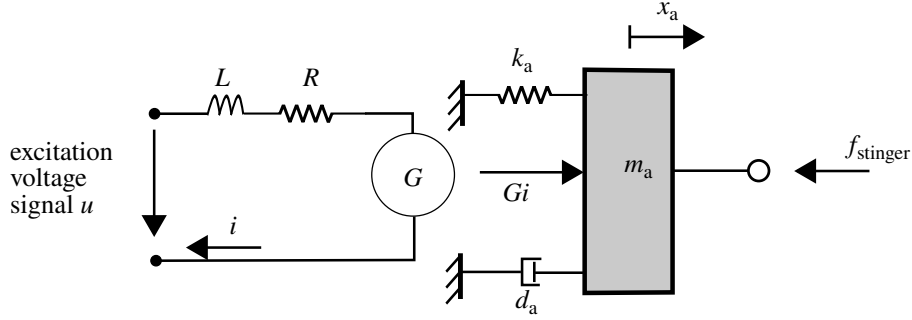 x_a
L
R
k_a
excitation
voltage
signal u
G
Gi
m_a
f_stinger
i
d_a